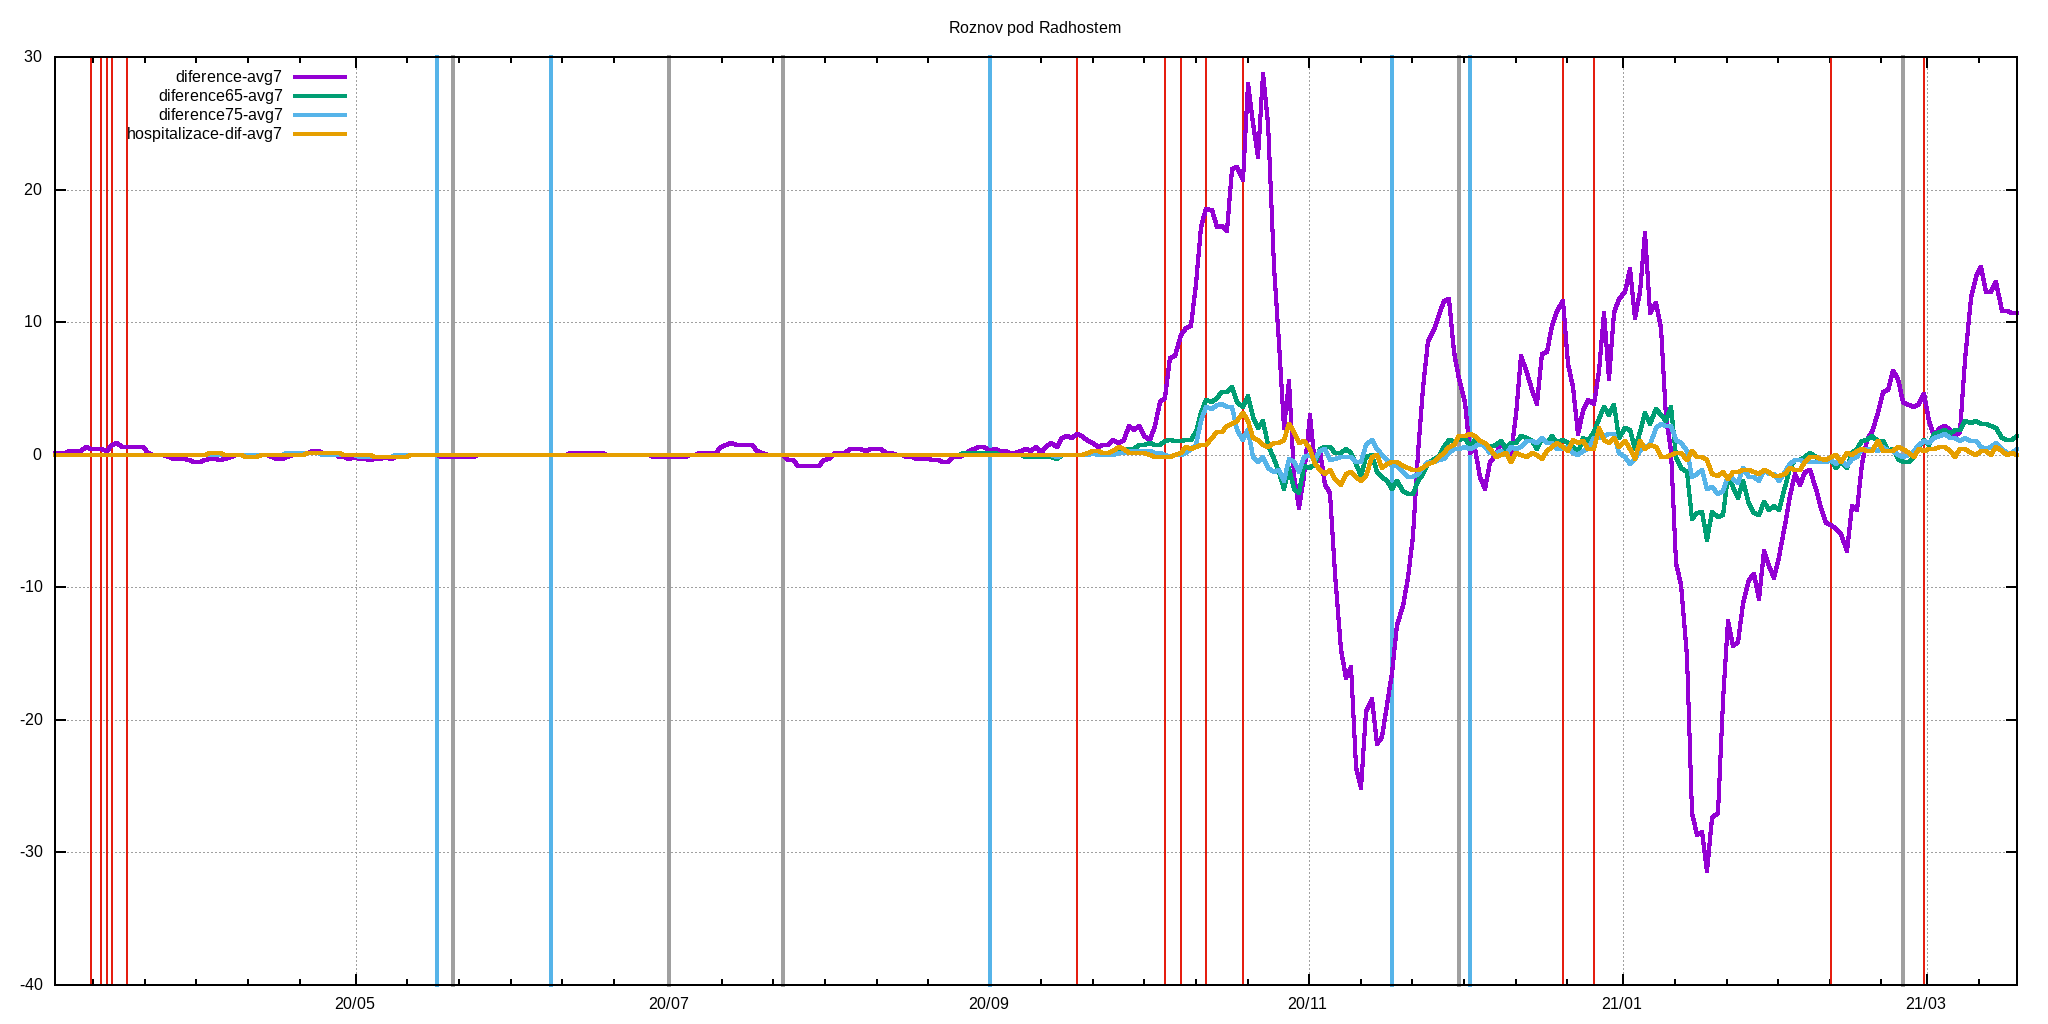 Roznov pod Radhostem
diference-avg7
diference65-avg7
diference75-avg7
hospitalizace-dif-avg7
30
20
10
0
-10
-20
-30
-40
20/05 20/07 20/09 20/11 21/01 21/03